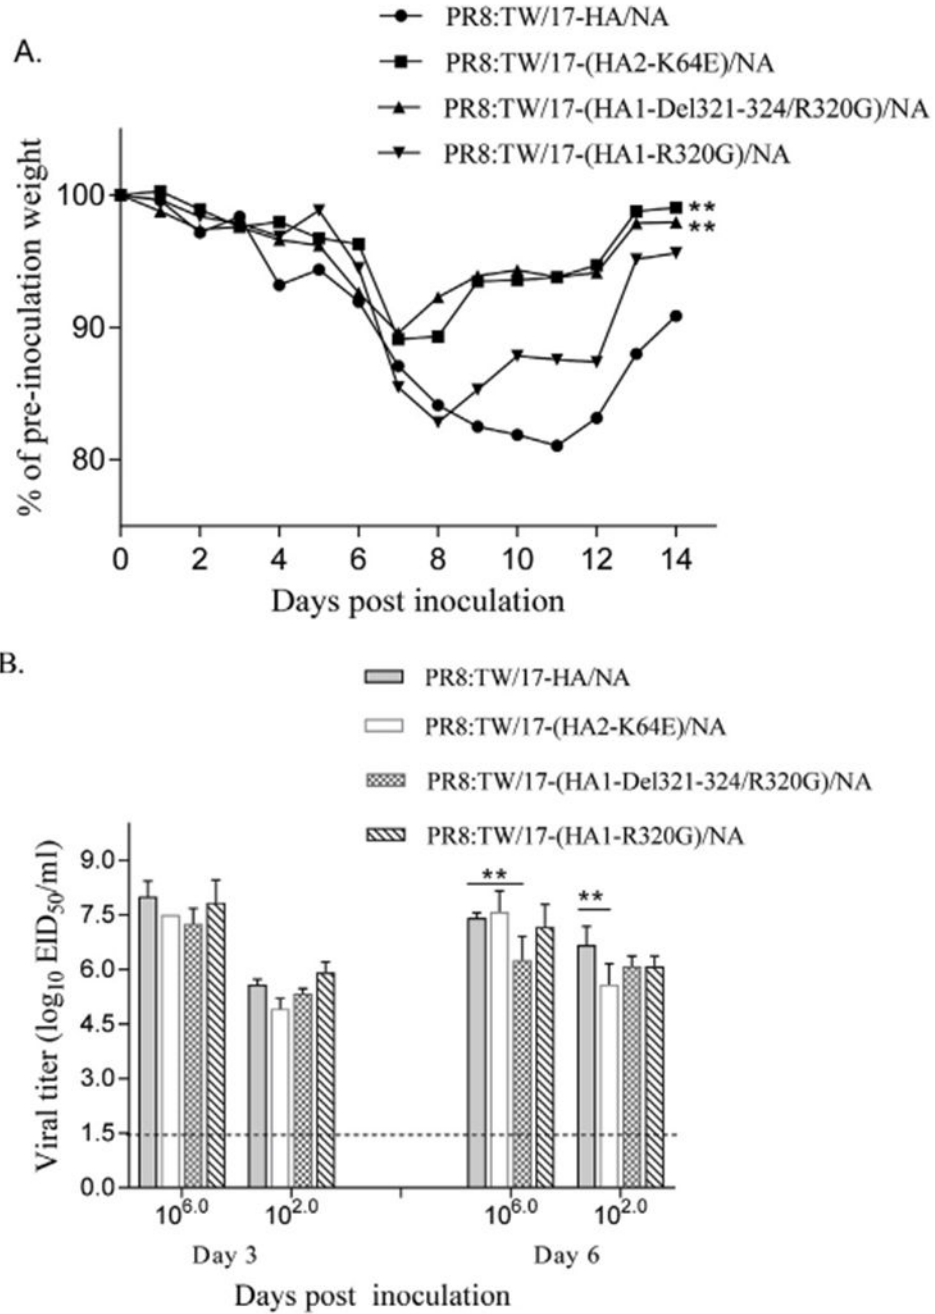 A.
PR8:TW/17-HA/NA
PR8:TW/17-(HA2-K64E)/NA
PR8:TW/17-(HA1-Del321-324/R320G)/NA
PR8:TW/17-(HA1-R320G)/NA
% of pre-inoculation weight
100
90
80
**
**
0 2 4 6 8 10 12 14
Days post inoculation
B.
PR8:TW/17-HA/NA
PR8:TW/17-(HA2-K64E)/NA
PR8:TW/17-(HA1-Del321-324/R320G)/NA
PR8:TW/17-(HA1-R320G)/NA
Viral titer (log10 EID50/ml)
9.0
7.5
6.0
4.5
3.0
1.5
0.0
**
**
10^6.0 10^2.0 10^6.0 10^2.0
Day 3 Day 6
Days post inoculation